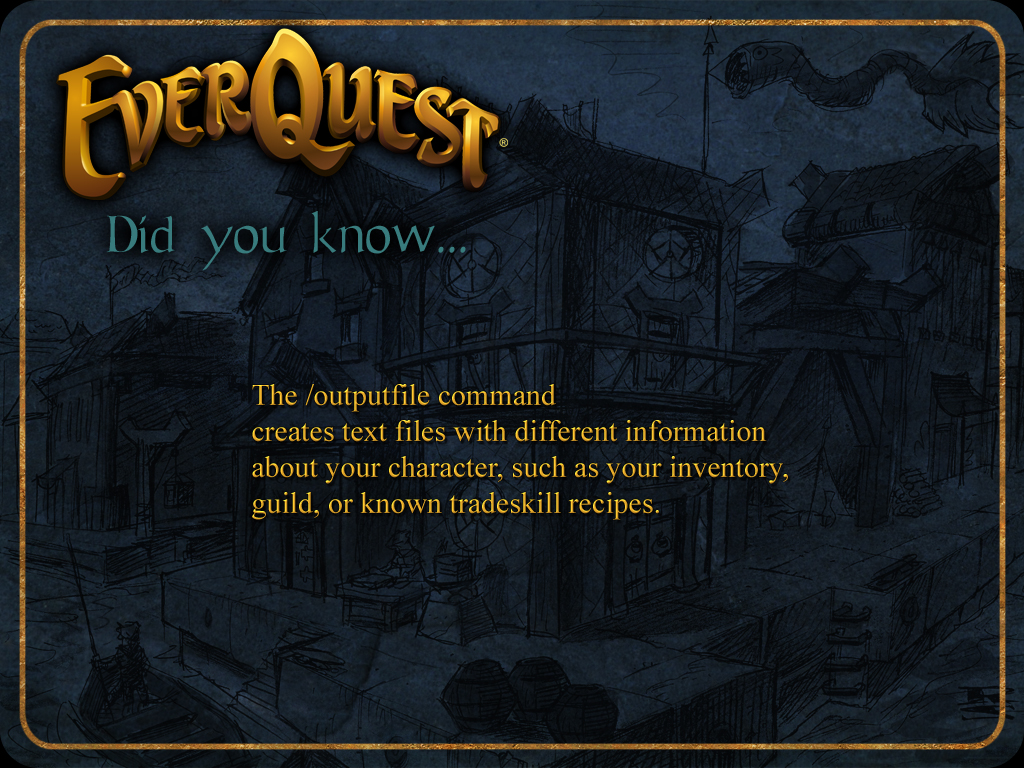 EVERQUEST®
Did you know...
The /outputfile command
creates text files with different information
about your character, such as your inventory,
guild, or known tradeskill recipes.